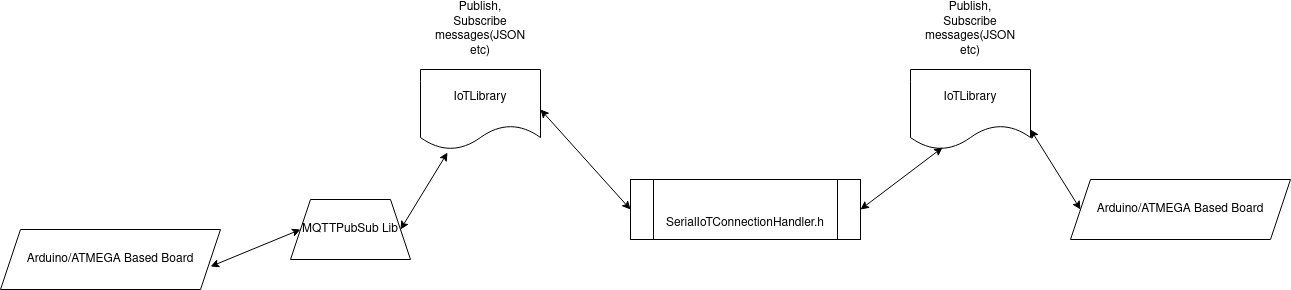 Publish,
Subscribe
messages(JSON
etc)
IoTLibrary
MQTTPubSub Lib
Arduino/ATMEGA Based Board
SerialIoTConnectionHandler.h
Publish,
Subscribe
messages(JSON
etc)
IoTLibrary
Arduino/ATMEGA Based Board